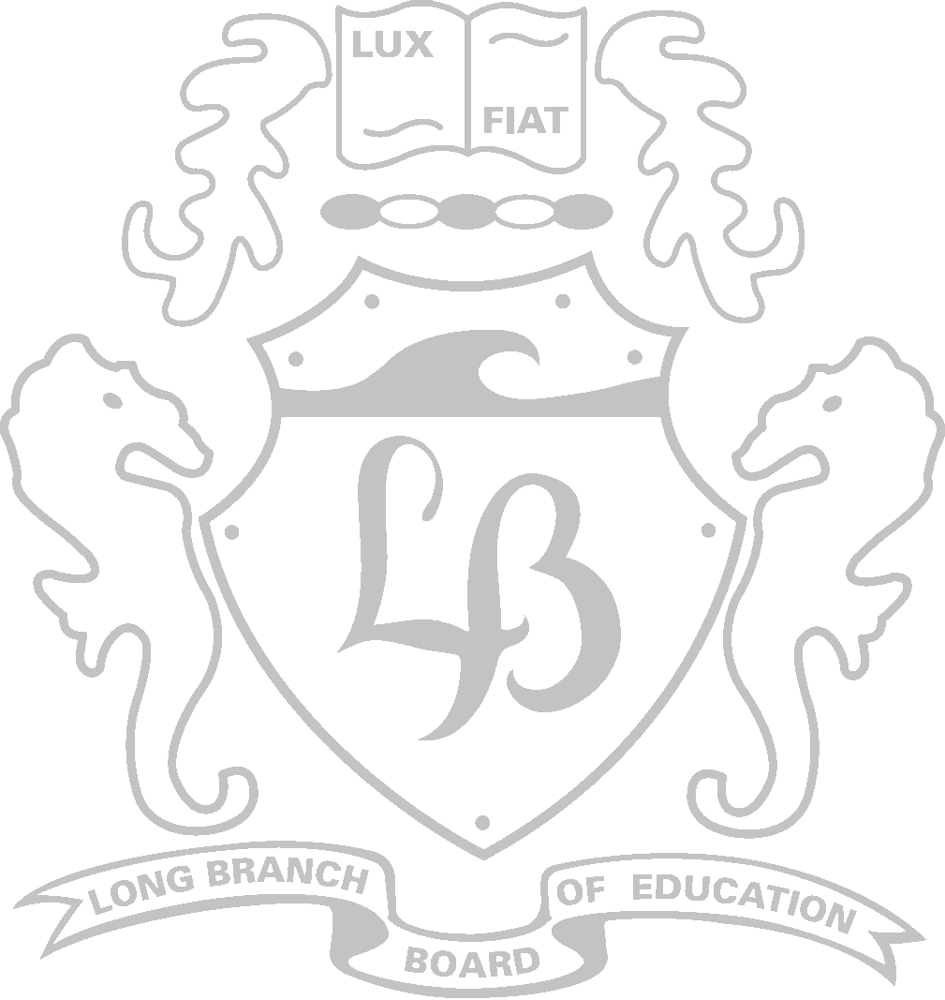 LUX
FIAT
LB
LONG BRANCH
BOARD
OF EDUCATION